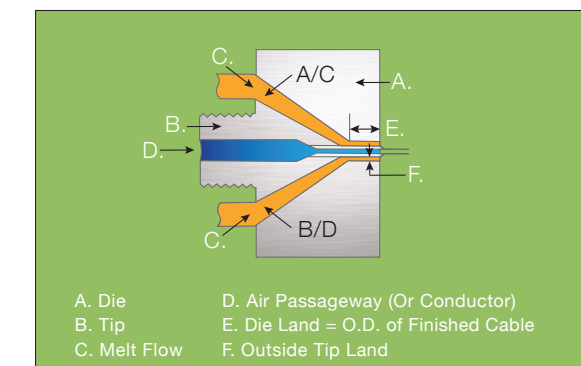 C.
A/C
A.
B.
E.
D.
F.
B/D
C.
A. Die
B. Tip
C. Melt Flow
D. Air Passageway (Or Conductor)
E. Die Land = O.D. of Finished Cable
F. Outside Tip Land